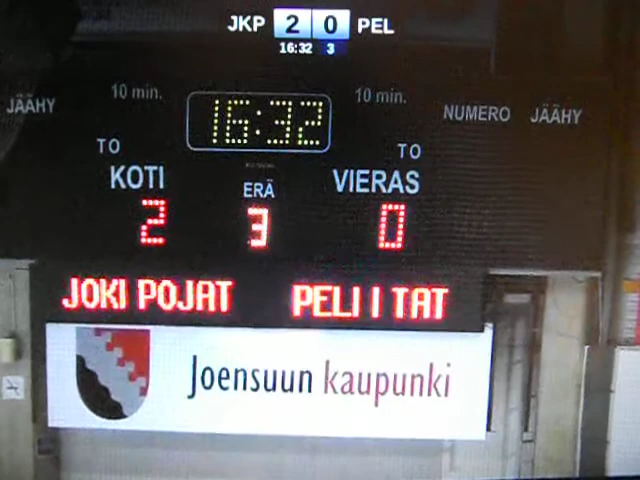 JKP 2 0 PEL
16:32 3
JÄÄHY 10 min. 16:32 10 min. NUMERO JÄÄHY
TO TO
KOTI ERÄ VIERAS
2 3 0
JOKI POJAT PELI I TAT
Joensuun kaupunki